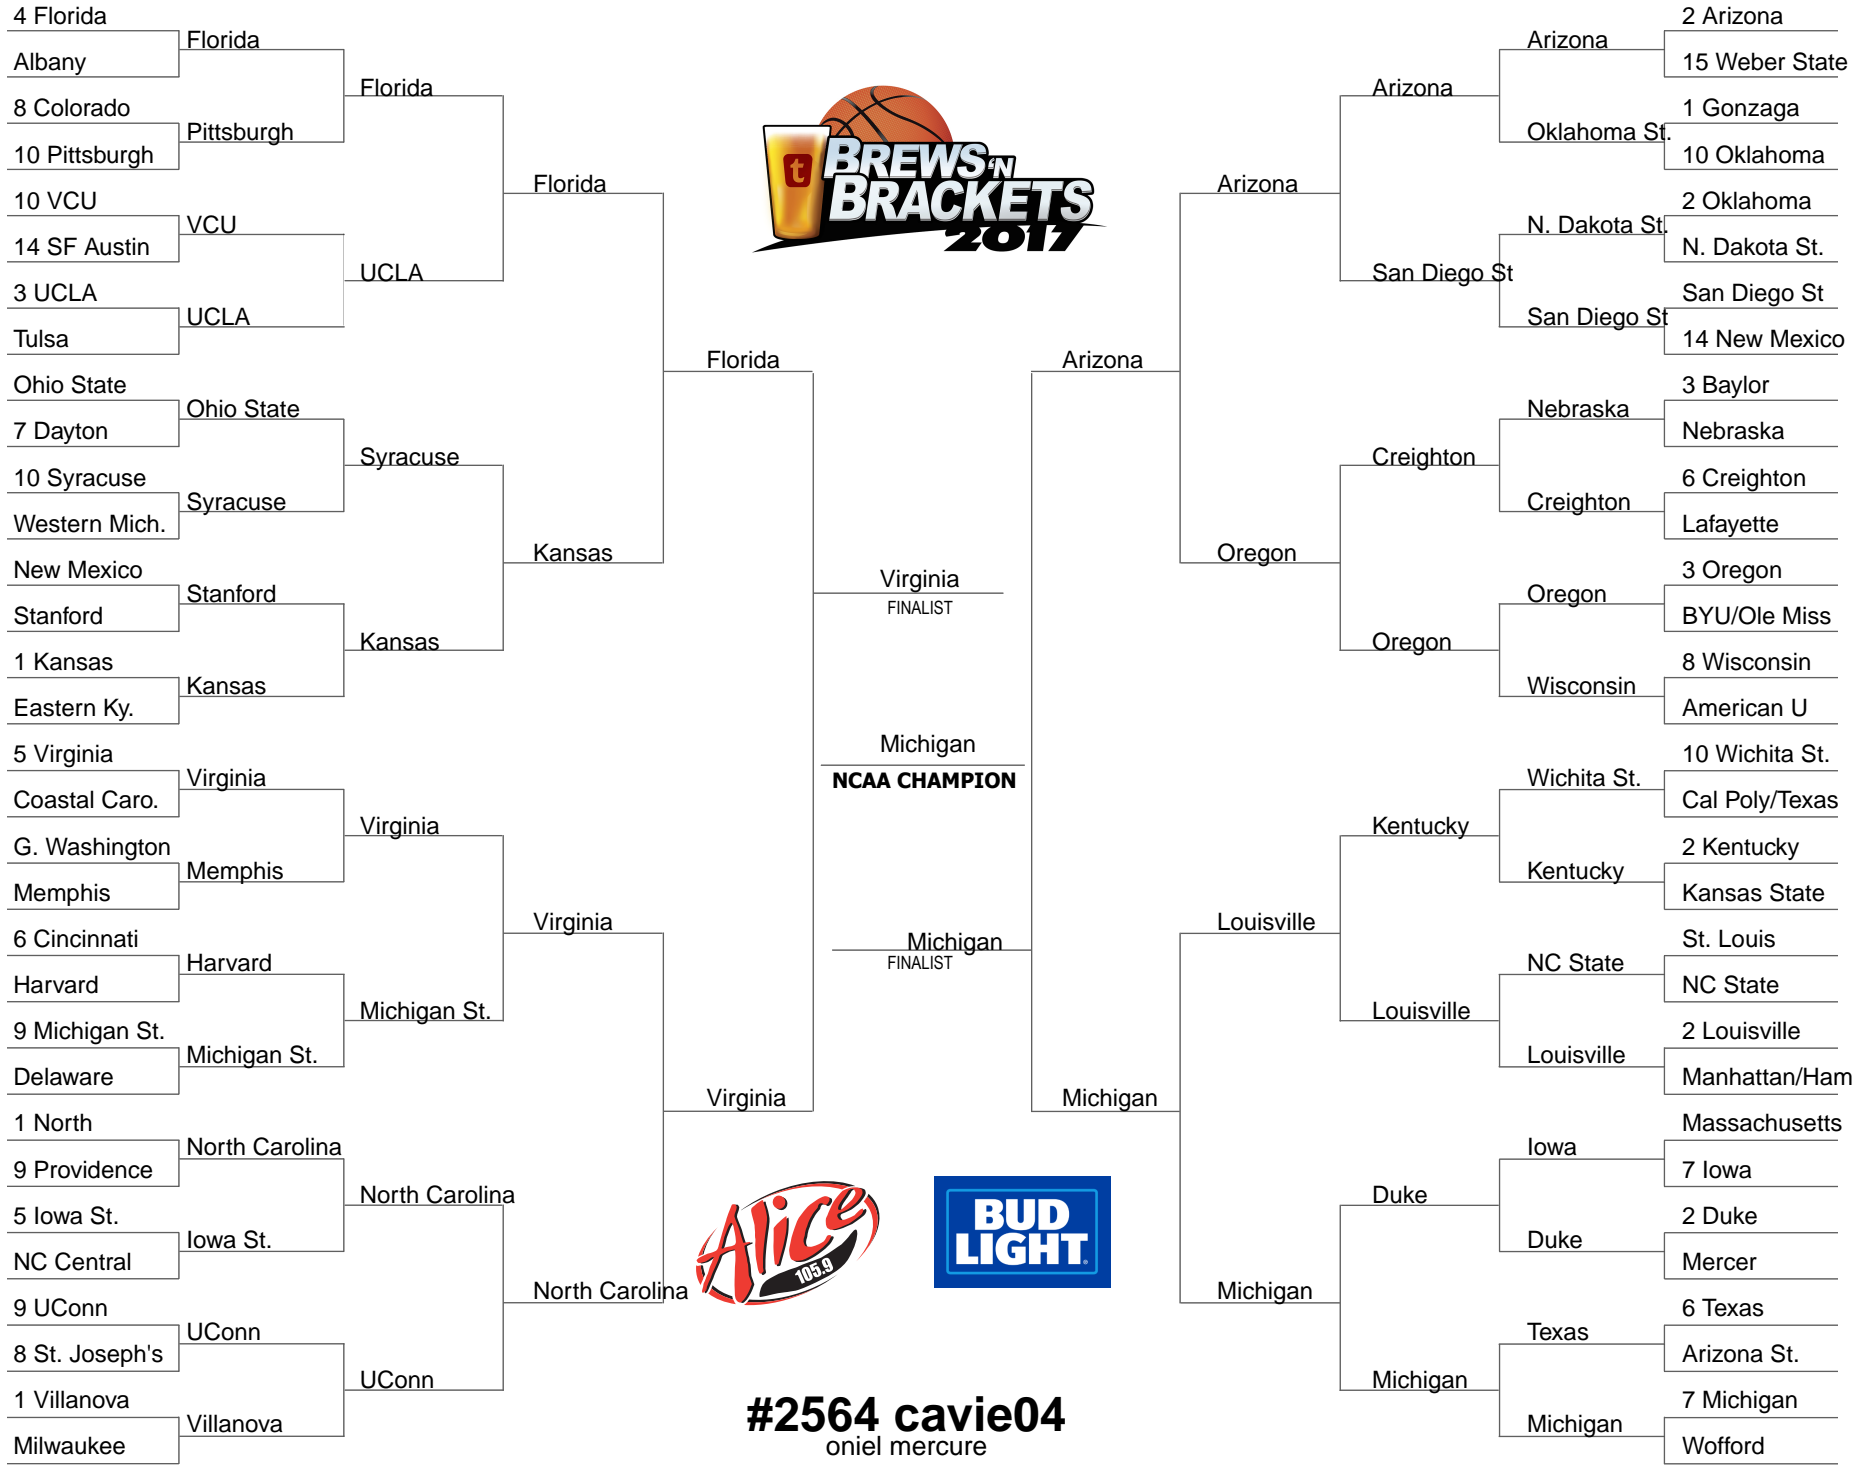 4 Florida
Albany
8 Colorado
10 Pittsburgh
10 VCU
14 SF Austin
3 UCLA
Tulsa
Ohio State
7 Dayton
10 Syracuse
Western Mich.
New Mexico
Stanford
1 Kansas
Eastern Ky.
5 Virginia
Coastal Caro.
G. Washington
Memphis
6 Cincinnati
Harvard
9 Michigan St.
Delaware
1 North
9 Providence
5 Iowa St.
NC Central
9 UConn
8 St. Joseph's
1 Villanova
Milwaukee
Florida
Pittsburgh
VCU
UCLA
Ohio State
Syracuse
Stanford
Kansas
Virginia
Memphis
Harvard
Michigan St.
North Carolina
Iowa St.
UConn
Villanova
Florida
UCLA
Syracuse
Kansas
Virginia
Michigan St.
North Carolina
UConn
Florida
Kansas
Virginia
North Carolina
Florida
Virginia
t
BREWS 'N
BRACKETS
2017
Virginia
FINALIST
Michigan
NCAA CHAMPION
Michigan
FINALIST
Alice
105.9
BUD
LIGHT
#2564 cavie04
oniel mercure
Arizona
Michigan
Arizona
Oregon
Louisville
Michigan
Arizona
San Diego St
Creighton
Oregon
Kentucky
Louisville
Duke
Michigan
Arizona
Oklahoma St.
N. Dakota St.
San Diego St
Nebraska
Creighton
Oregon
Wisconsin
Wichita St.
Kentucky
NC State
Louisville
Iowa
Duke
Texas
Michigan
2 Arizona
15 Weber State
1 Gonzaga
10 Oklahoma
2 Oklahoma
N. Dakota St.
San Diego St
14 New Mexico
3 Baylor
Nebraska
6 Creighton
Lafayette
3 Oregon
BYU/Ole Miss
8 Wisconsin
American U
10 Wichita St.
Cal Poly/Texas
2 Kentucky
Kansas State
St. Louis
NC State
2 Louisville
Manhattan/Ham
Massachusetts
7 Iowa
2 Duke
Mercer
6 Texas
Arizona St.
7 Michigan
Wofford